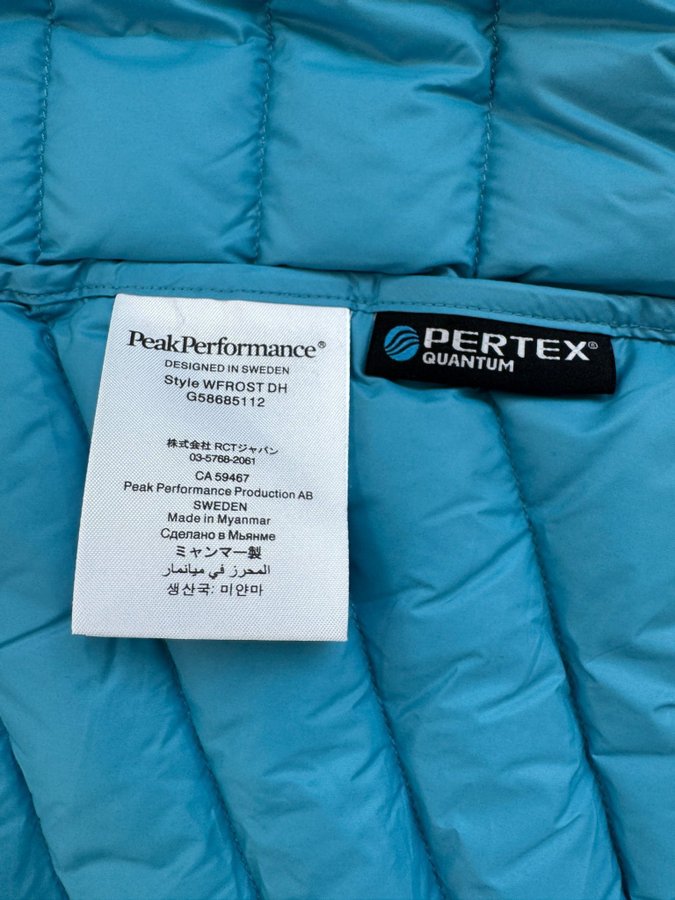 PeakPerformance®
DESIGNED IN SWEDEN
Style WFROST DH
G58685112
株式会社 RCTジャパン
03-5768-2061
CA 59467
Peak Performance Production AB
SWEDEN
Made in Myanmar
Сделано в Мьянме
ミャンマー製
المحرز في ميانمار
생산국: 미얀마
PERTEX®
QUANTUM